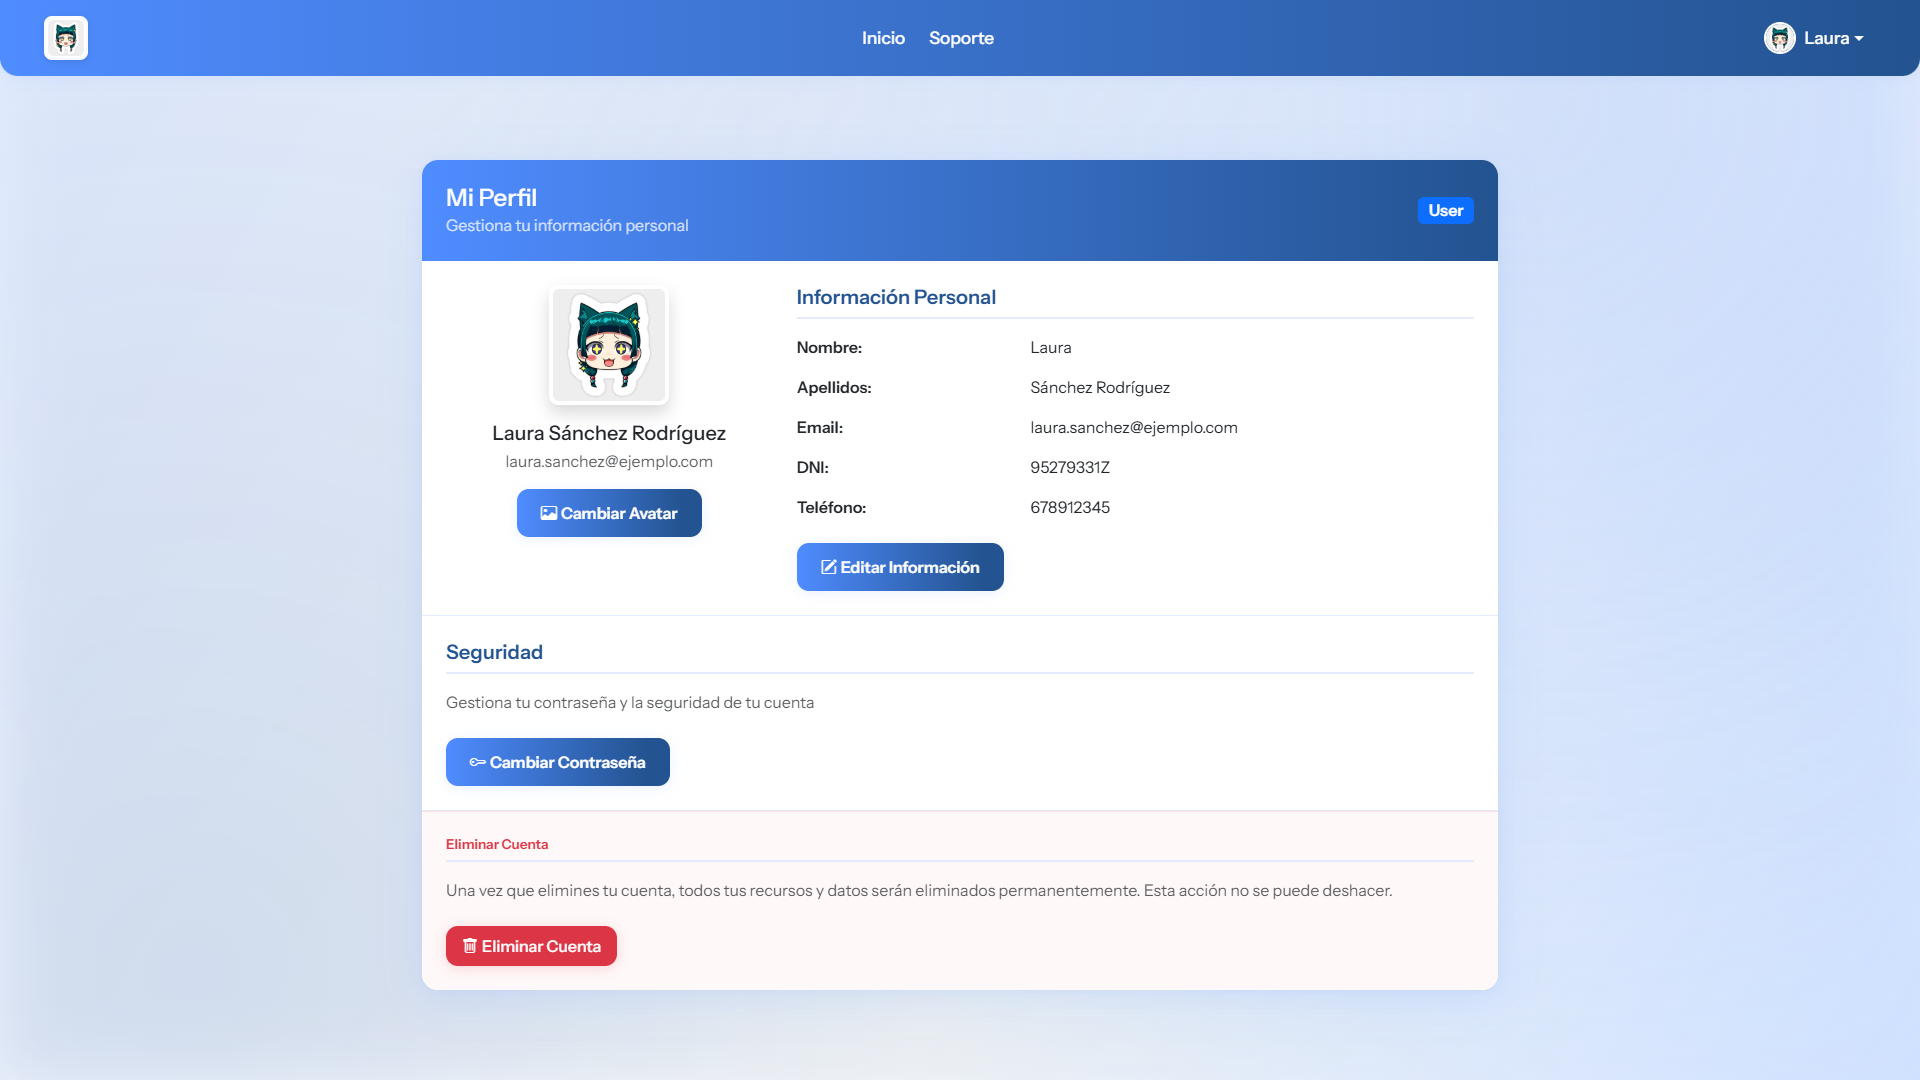 Inicio
Soporte
Laura
Mi Perfil
Gestiona tu información personal
User
Laura Sánchez Rodríguez
laura.sanchez@ejemplo.com
Cambiar Avatar
Información Personal
Nombre: Laura
Apellidos: Sánchez Rodríguez
Email: laura.sanchez@ejemplo.com
DNI: 95279331Z
Teléfono: 678912345
Editar Información
Seguridad
Gestiona tu contraseña y la seguridad de tu cuenta
Cambiar Contraseña
Eliminar Cuenta
Una vez que elimines tu cuenta, todos tus recursos y datos serán eliminados permanentemente. Esta acción no se puede deshacer.
Eliminar Cuenta